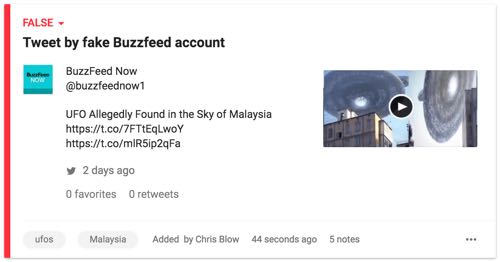 FALSE
Tweet by fake Buzzfeed account
BuzzFeed
NOW
BuzzFeed Now
@buzzfeednow1
UFO Allegedly Found in the Sky of Malaysia
https://t.co/7FTtEqLwoY
https://t.co/mlR5ip2qFa
2 days ago
0 favorites 0 retweets
ufos Malaysia Added by Chris Blow 44 seconds ago 5 notes